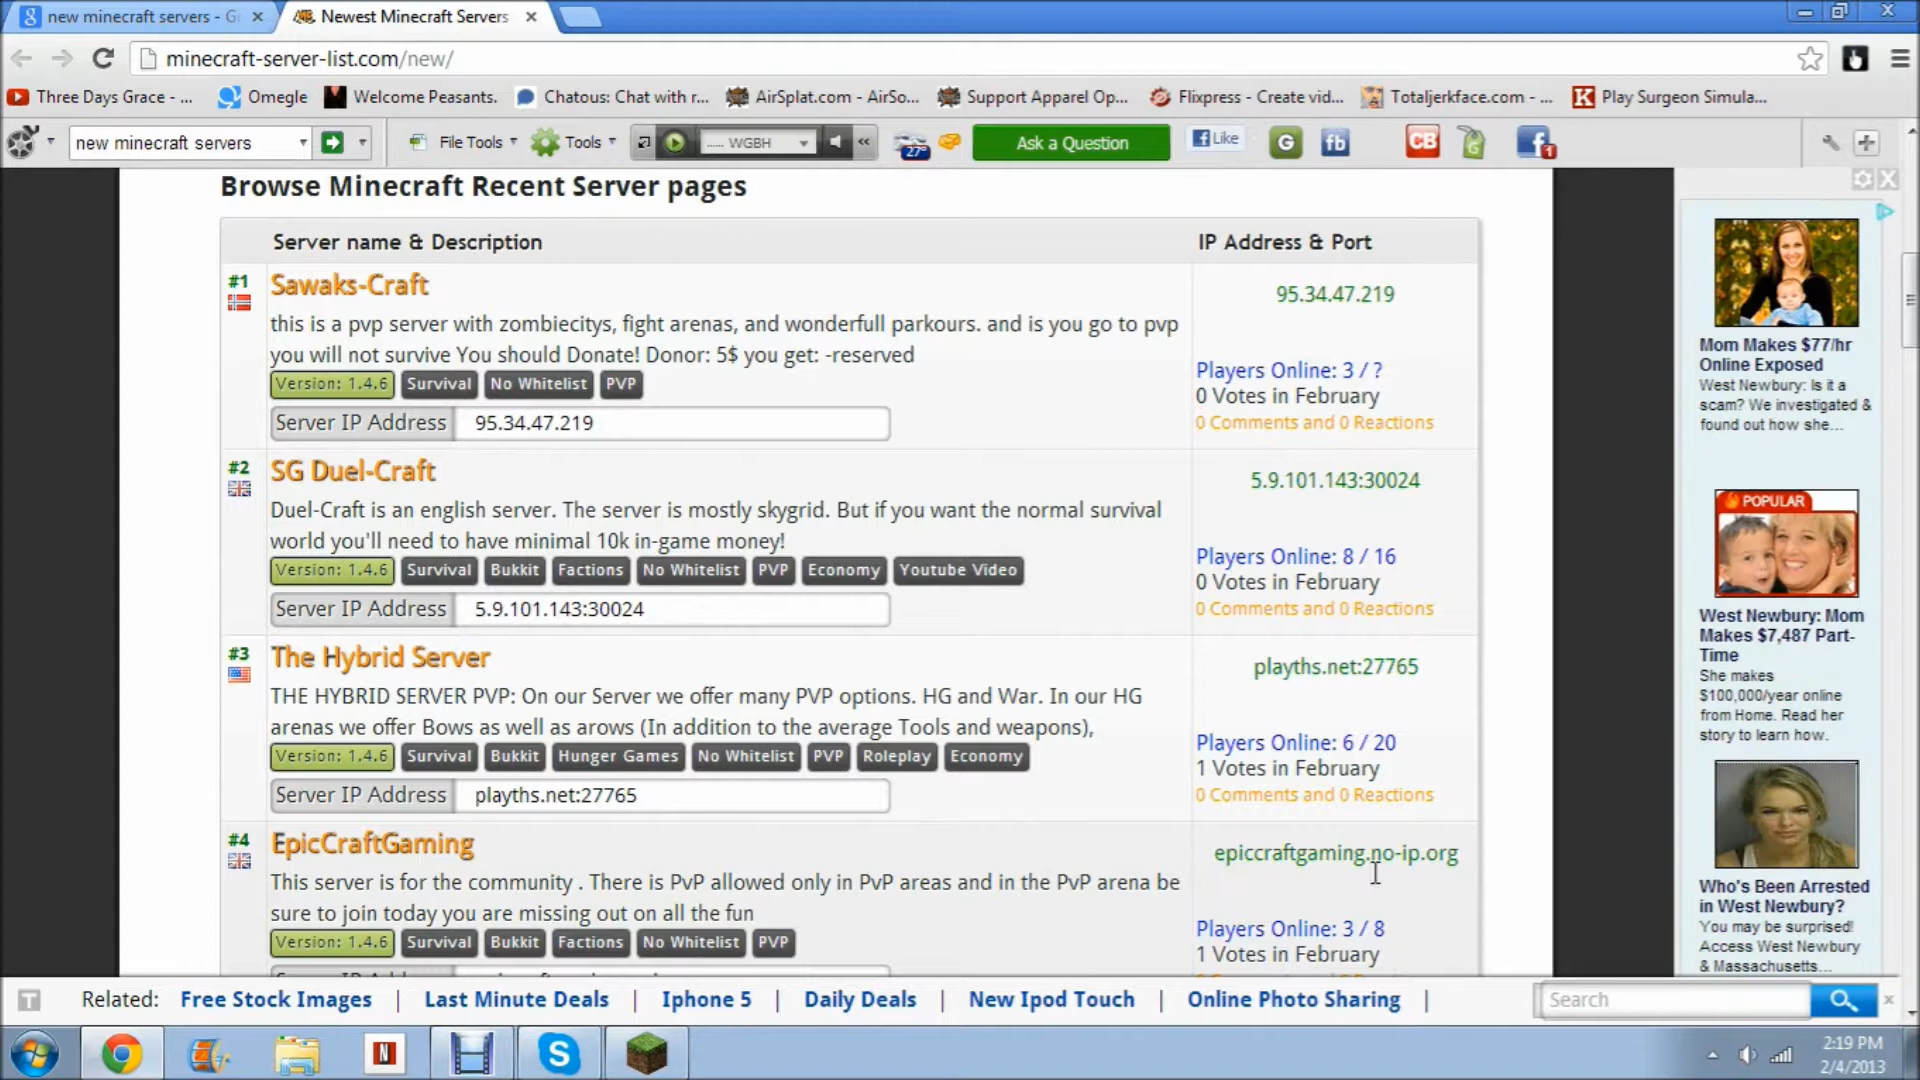 new minecraft servers - G
Newest Minecraft Servers
minecraft-server-list.com/new/
Three Days Grace - ...
Omegle
Welcome Peasants.
Chatous: Chat with r...
AirSplat.com - AirSo...
Support Apparel Op...
Flixpress - Create vid...
Totaljerkface.com - ...
Play Surgeon Simula...
new minecraft servers
File Tools
Tools
..... WGBH
27°
Ask a Question
Like
G
fb
CB
1
Browse Minecraft Recent Server pages
Server name & Description
IP Address & Port
#1
Sawaks-Craft
95.34.47.219
this is a pvp server with zombiecitys, fight arenas, and wonderfull parkours. and is you go to pvp
you will not survive You should Donate! Donor: 5$ you get: -reserved
Players Online: 3 / ?
Version: 1.4.6 Survival No Whitelist PVP
0 Votes in February
Server IP Address 95.34.47.219
0 Comments and 0 Reactions
#2
SG Duel-Craft
5.9.101.143:30024
Duel-Craft is an english server. The server is mostly skygrid. But if you want the normal survival
world you'll need to have minimal 10k in-game money!
Players Online: 8 / 16
Version: 1.4.6 Survival Bukkit Factions No Whitelist PVP Economy Youtube Video
0 Votes in February
Server IP Address 5.9.101.143:30024
0 Comments and 0 Reactions
#3
The Hybrid Server
playths.net:27765
THE HYBRID SERVER PVP: On our Server we offer many PVP options. HG and War. In our HG
arenas we offer Bows as well as arows (In addition to the average Tools and weapons),
Players Online: 6 / 20
Version: 1.4.6 Survival Bukkit Hunger Games No Whitelist PVP Roleplay Economy
1 Votes in February
Server IP Address playths.net:27765
0 Comments and 0 Reactions
#4
EpicCraftGaming
epiccraftgaming.no-ip.org
This server is for the community . There is PvP allowed only in PvP areas and in the PvP arena be
sure to join today you are missing out on all the fun
Players Online: 3 / 8
Version: 1.4.6 Survival Bukkit Factions No Whitelist PVP
1 Votes in February
Mom Makes $77/hr
Online Exposed
West Newbury: Is it a
scam? We investigated &
found out how she...
POPULAR
West Newbury: Mom
Makes $7,487 Part-
Time
She makes
$100,000/year online
from Home. Read her
story to learn how.
Who's Been Arrested
in West Newbury?
You may be surprised!
Access West Newbury
& Massachusetts...
T
Related: Free Stock Images | Last Minute Deals | Iphone 5 | Daily Deals | New Ipod Touch | Online Photo Sharing |
Search
2:19 PM
2/4/2013